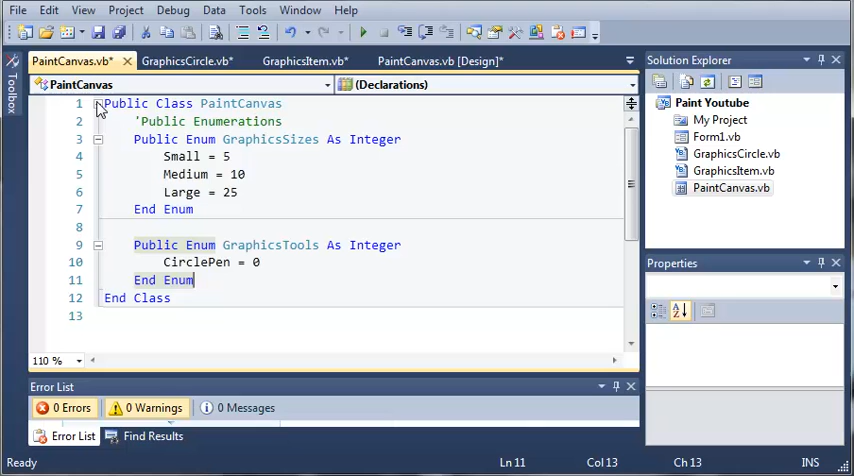 File Edit View Project Debug Data Tools Window Help
PaintCanvas.vb* GraphicsCircle.vb* GraphicsItem.vb* PaintCanvas.vb [Design]*
Toolbox
PaintCanvas (Declarations)
1 Public Class PaintCanvas
2 'Public Enumerations
3 Public Enum GraphicsSizes As Integer
4 Small = 5
5 Medium = 10
6 Large = 25
7 End Enum
8
9 Public Enum GraphicsTools As Integer
10 CirclePen = 0
11 End Enum
12 End Class
13
110 %
Error List
0 Errors 0 Warnings 0 Messages
Error List Find Results
Solution Explorer
Paint Youtube
My Project
Form1.vb
GraphicsCircle.vb
GraphicsItem.vb
PaintCanvas.vb
Properties
Ready Ln 11 Col 13 Ch 13